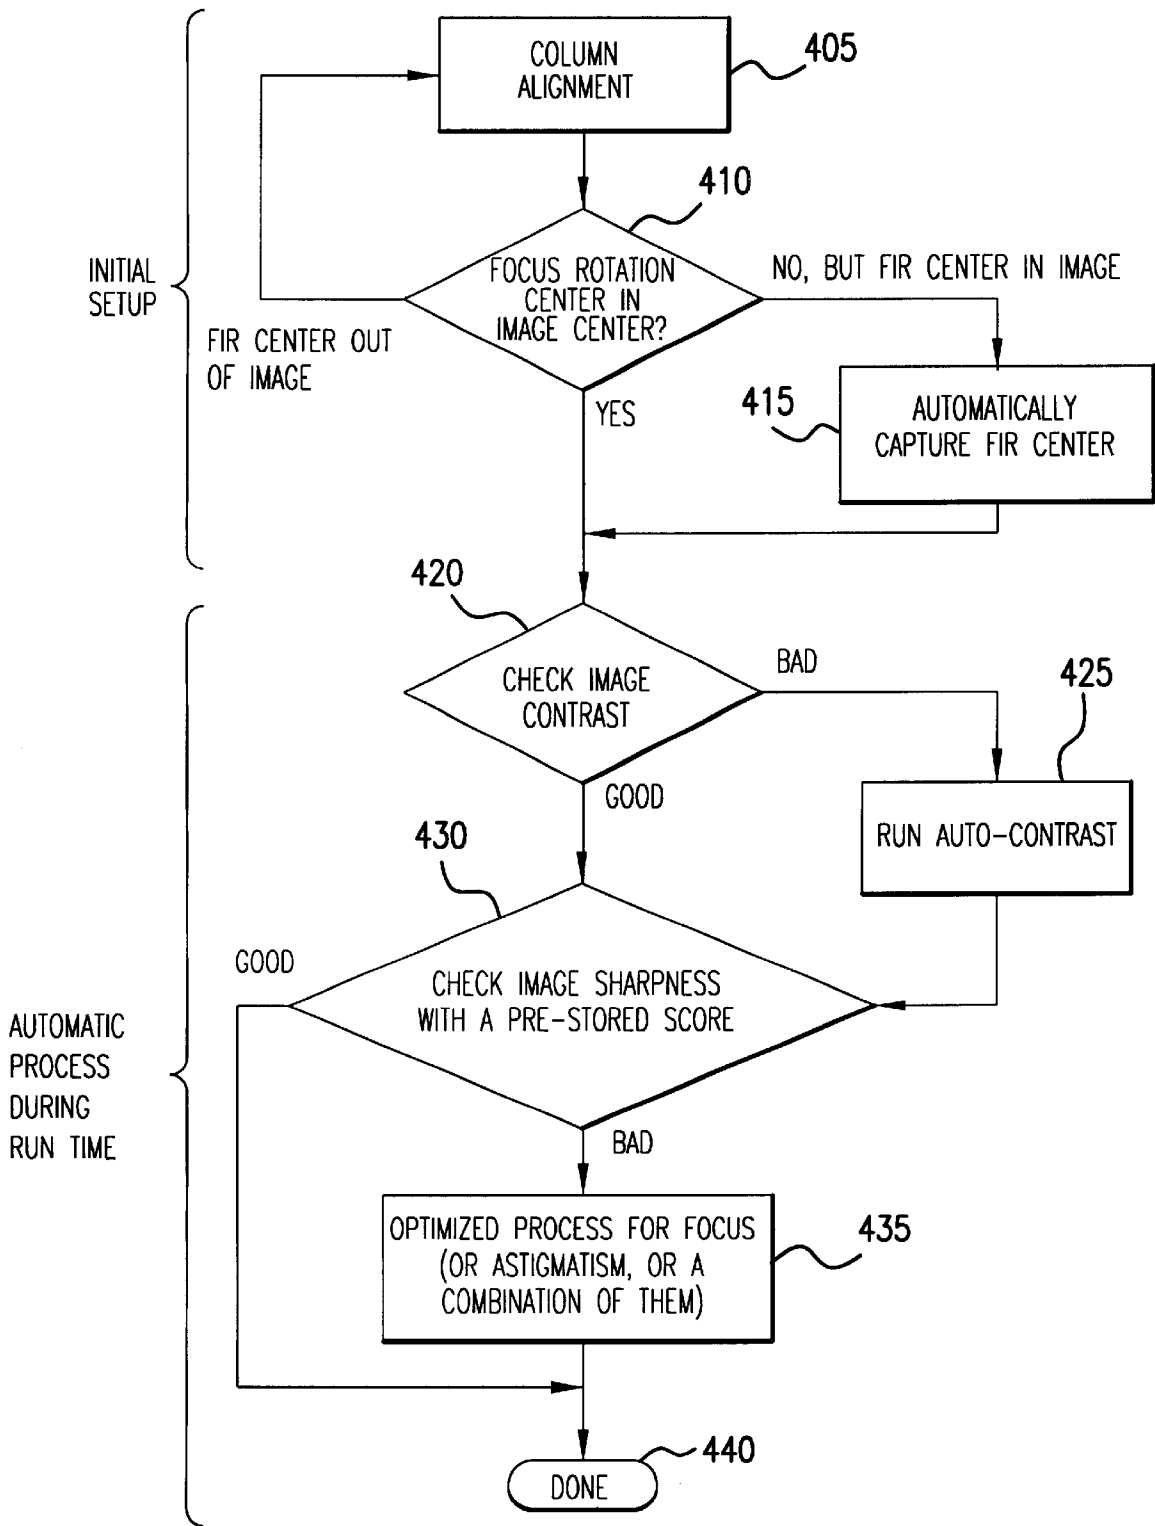 COLUMN
ALIGNMENT
405
410
INITIAL
SETUP
FOCUS ROTATION
CENTER IN
IMAGE CENTER?
NO, BUT FIR CENTER IN IMAGE
FIR CENTER OUT
OF IMAGE
YES
415
AUTOMATICALLY
CAPTURE FIR CENTER
420
CHECK IMAGE
CONTRAST
BAD
425
GOOD
RUN AUTO-CONTRAST
430
GOOD
CHECK IMAGE SHARPNESS
WITH A PRE-STORED SCORE
AUTOMATIC
PROCESS
DURING
RUN TIME
BAD
OPTIMIZED PROCESS FOR FOCUS
(OR ASTIGMATISM, OR A
COMBINATION OF THEM)
435
440
DONE